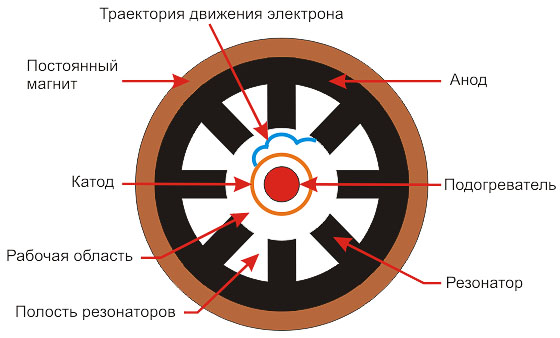 Траектория движения электрона
Постоянный
магнит
Анод
Катод
Подогреватель
Рабочая область
Резонатор
Полость резонаторов